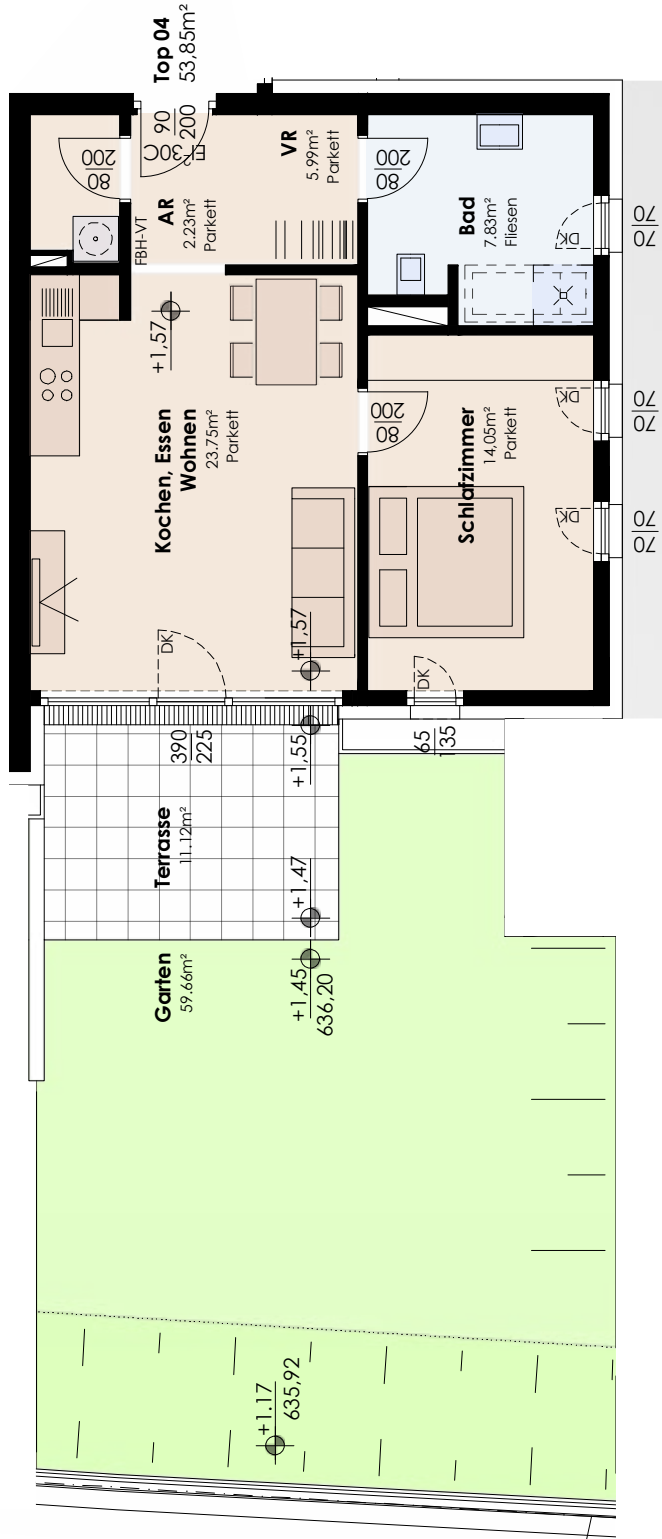 Top 04
53,85m²
90
200
EI²30C
80
200
FBH-VT
AR
2.23m²
Parkett
VR
5.99m²
Parkett
80
200
Bad
7.83m²
Fliesen
DK
70
70
+1,57
Kochen, Essen
Wohnen
23.75m²
Parkett
80
200
Schlafzimmer
14,05m²
Parkett
DK
70
70
DK
70
70
DK
+1,57
DK
390
225
+1,55
65
135
Terrasse
11.12m²
+1,47
Garten
59.66m²
+1,45
636,20
+1.17
635,92